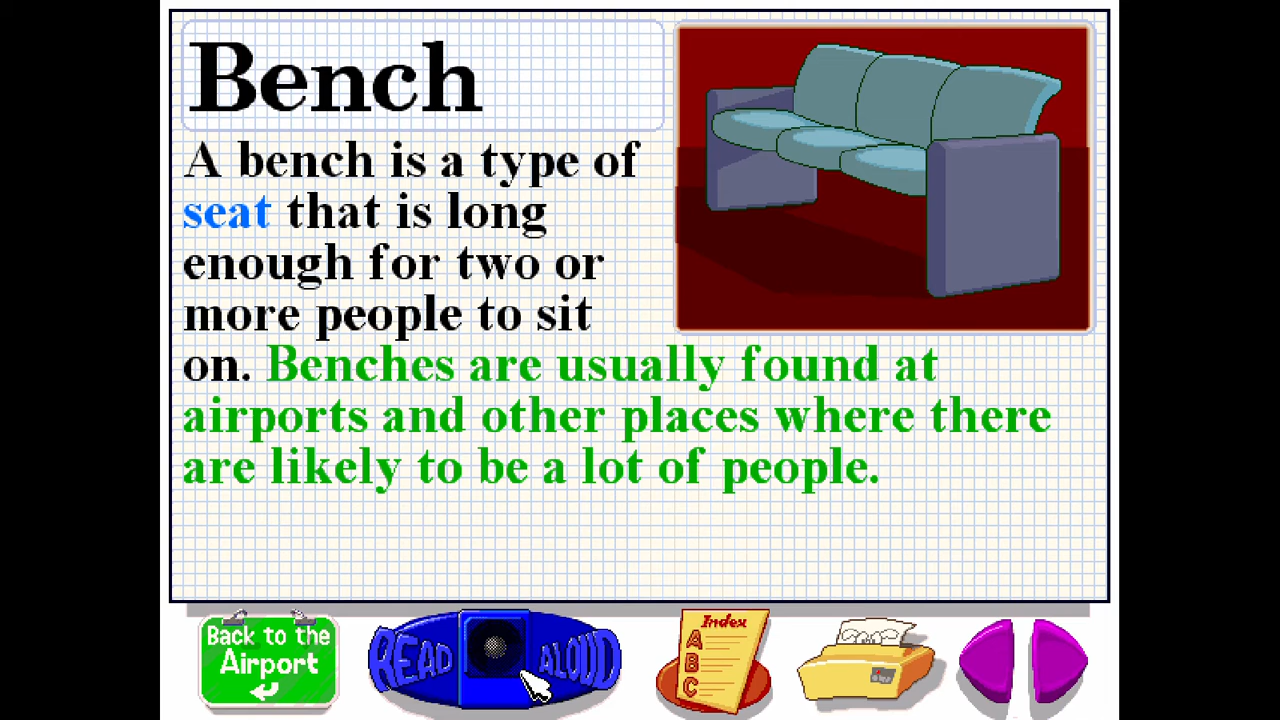 Bench
A bench is a type of
seat that is long
enough for two or
more people to sit
on. Benches are usually found at
airports and other places where there
are likely to be a lot of people.
Back to the
Airport
READ ALOUD
Index
A
B
C